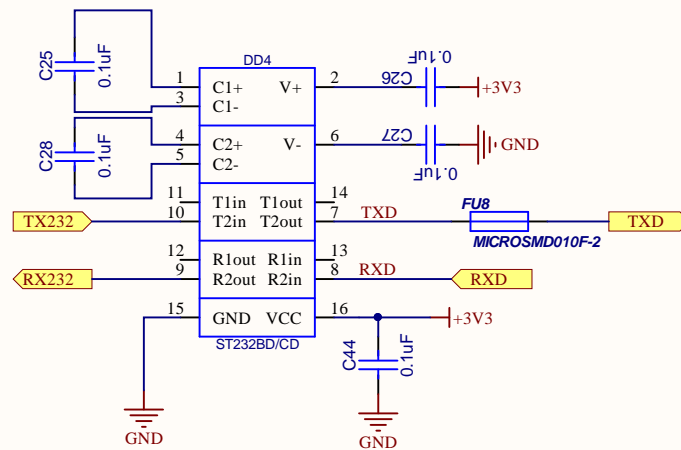 DD4
C25
0.1uF
1
C1+
V+
2
C26
0.1uF
+3V3
3
C1-
C28
0.1uF
4
C2+
V-
6
C27
0.1uF
GND
5
C2-
11
T1in
T1out
14
TX232
10
T2in
T2out
7
TXD
FU8
MICROSMD010F-2
TXD
12
R1out
R1in
13
RX232
9
R2out
R2in
8
RXD
RXD
15
GND
VCC
16
+3V3
ST232BD/CD
C44
0.1uF
GND
GND